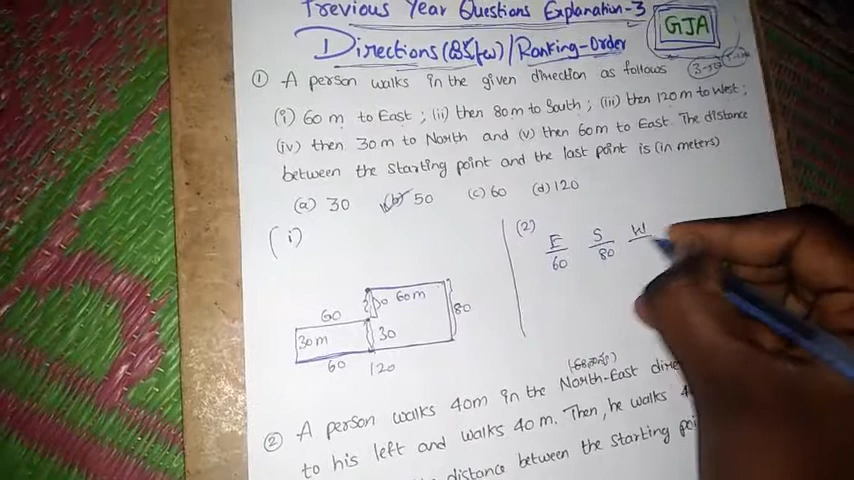 Previous Year Questions Explanation-3
GJA
Directions( )/Ranking-Order
① A person walks in the given direction as follows
(i) 60 m to East ; (ii) then 80m to South ; (iii) then 120 m to West ;
(iv) then 30m to North and (v) then 60m to East. The distance
between the starting point and the last point is (in meters)
(a) 30 (b) 50 (c) 60 (d) 120
(i)
(2)
E S W
60 80
60m
60 30 80
30m 30
60 120
② A person walks 40m in the North-East
to his left and walks 40 m. Then, he walks
distance between the starting